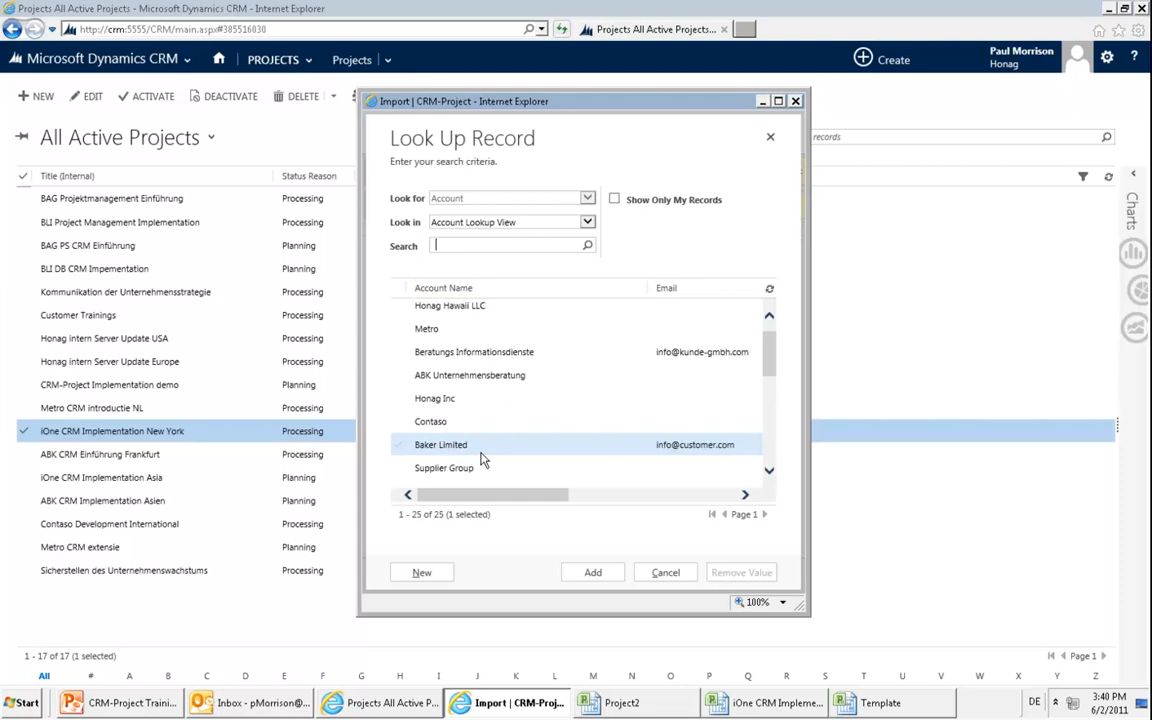 Projects All Active Projects - Microsoft Dynamics CRM - Internet Explorer
http://crm:5555/CRM/main.aspx#385516030
Projects All Active Projects...
Microsoft Dynamics CRM
PROJECTS
Projects
Create
Paul Morrison
Honag
?
NEW
EDIT
ACTIVATE
DEACTIVATE
DELETE
All Active Projects
records
Title (Internal)
Status Reason
BAG Projektmanagement Einführung
Processing
BLI Project Management Implementation
Processing
BAG PS CRM Einführung
Planning
BLI DB CRM Impementation
Planning
Kommunikation der Unternehmensstrategie
Processing
Customer Trainings
Processing
Honag intern Server Update USA
Processing
Honag intern Server Update Europe
Processing
CRM-Project Implementation demo
Planning
Metro CRM introductie NL
Processing
iOne CRM Implementation New York
Processing
ABK CRM Einführung Frankfurt
Processing
iOne CRM Implementation Asia
Processing
ABK CRM Implementation Asien
Planning
Contaso Development International
Processing
Metro CRM extensie
Planning
Sicherstellen des Unternehmenswachstums
Processing
Charts
Import | CRM-Project - Internet Explorer
Look Up Record
Enter your search criteria.
Look for
Account
Show Only My Records
Look in
Account Lookup View
Search
Account Name
Email
Honag Hawaii LLC
Metro
Beratungs Informationsdienste
info@kunde-gmbh.com
ABK Unternehmensberatung
Honag Inc
Contaso
Baker Limited
info@customer.com
Supplier Group
1 - 25 of 25 (1 selected)
Page 1
New
Add
Cancel
Remove Value
100%
1 - 17 of 17 (1 selected)
Page 1
All # A B C D E F G H I J K L M N O P Q R S T U V W X Y Z
Start
CRM-Project Traini...
Inbox - pMorrison@...
Projects All Active P...
Import | CRM-Proj...
Project2
iOne CRM Impleme...
Template
DE
3:40 PM
6/2/2011